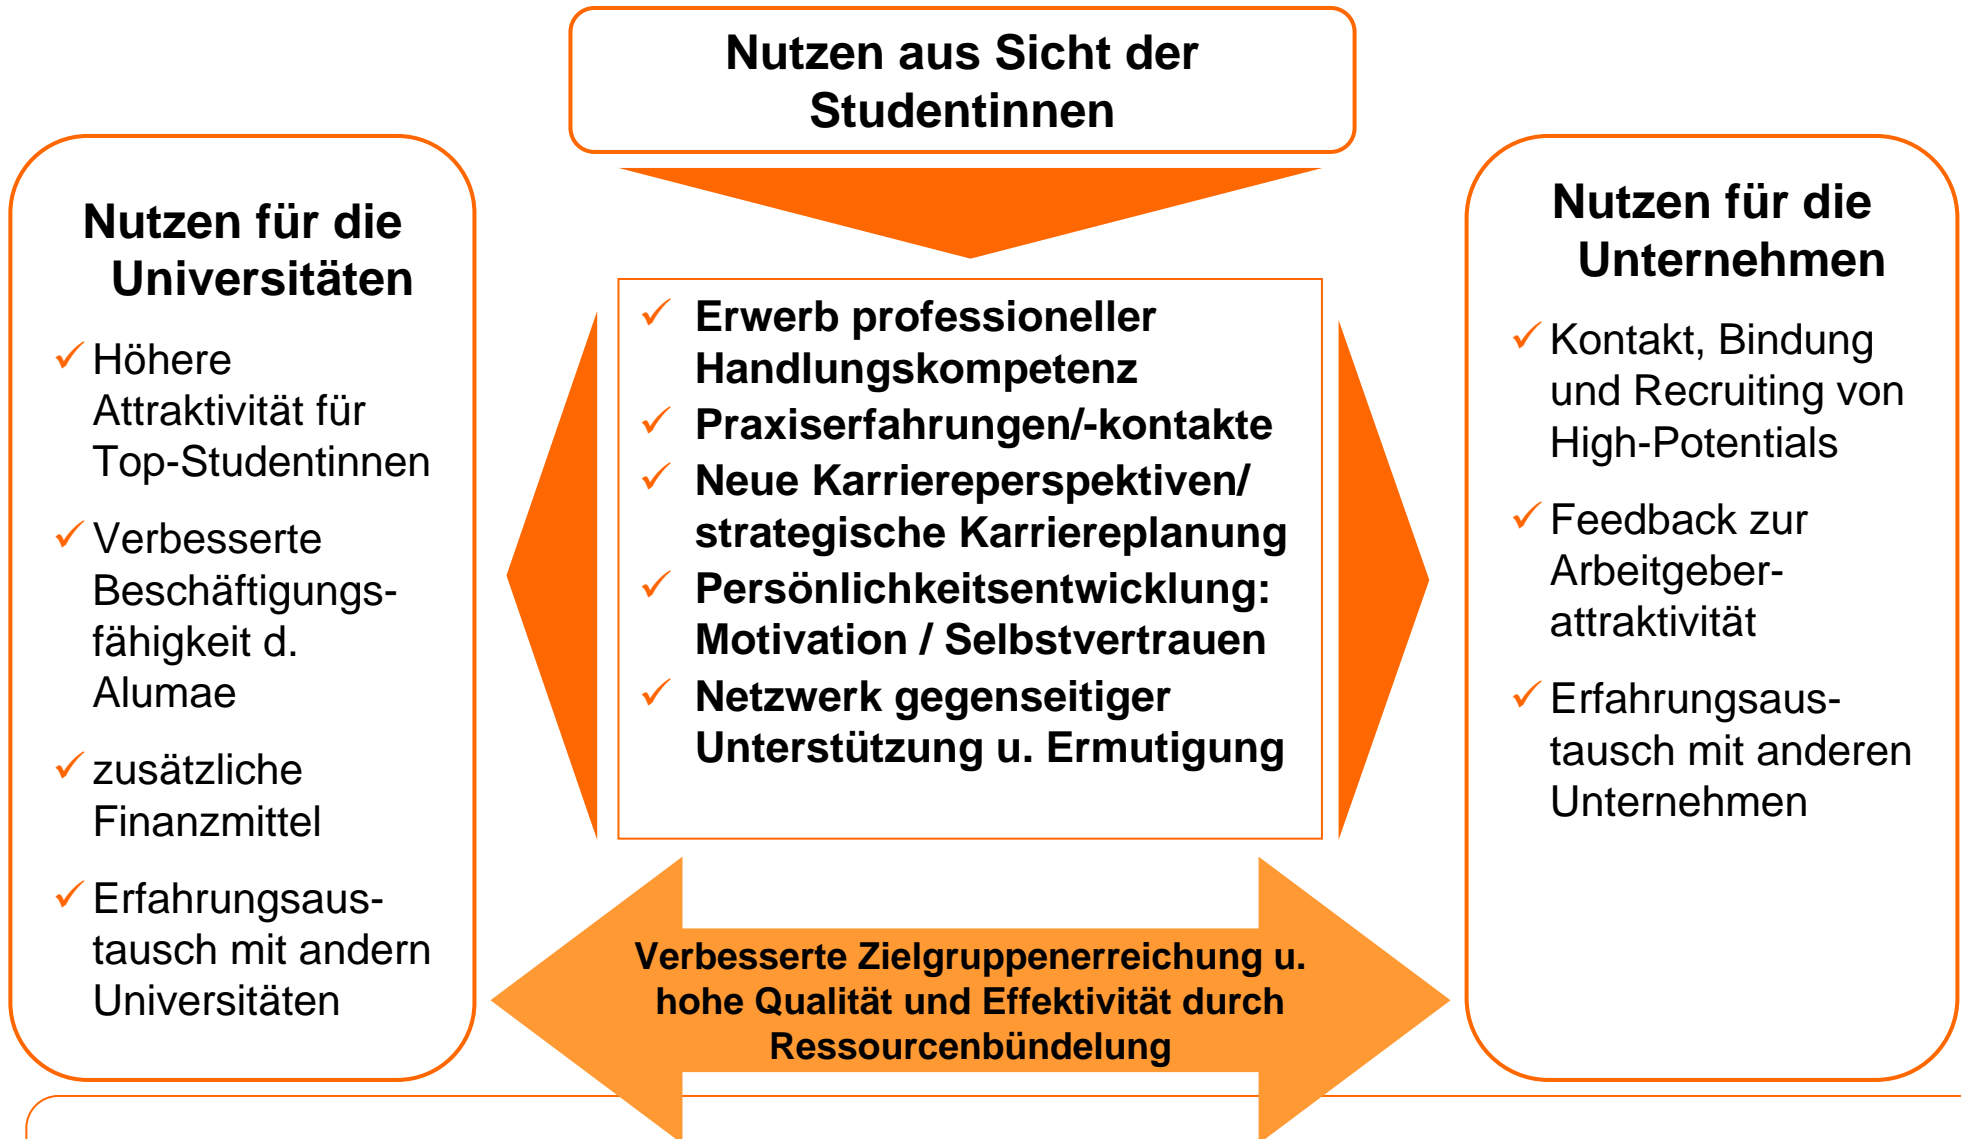 Nutzen aus Sicht der
Studentinnen
Nutzen für die
Universitäten
✓ Höhere
Attraktivität für
Top-Studentinnen
✓ Verbesserte
Beschäftigungs-
fähigkeit d.
Alumae
✓ zusätzliche
Finanzmittel
✓ Erfahrungsaus-
tausch mit andern
Universitäten
✓ Erwerb professioneller
Handlungskompetenz
✓ Praxiserfahrungen/-kontakte
✓ Neue Karriereperspektiven/
strategische Karriereplanung
✓ Persönlichkeitsentwicklung:
Motivation / Selbstvertrauen
✓ Netzwerk gegenseitiger
Unterstützung u. Ermutigung
Verbesserte Zielgruppenerreichung u.
hohe Qualität und Effektivität durch
Ressourcenbündelung
Nutzen für die
Unternehmen
✓ Kontakt, Bindung
und Recruiting von
High-Potentials
✓ Feedback zur
Arbeitgeber-
attraktivität
✓ Erfahrungsaus-
tausch mit anderen
Unternehmen